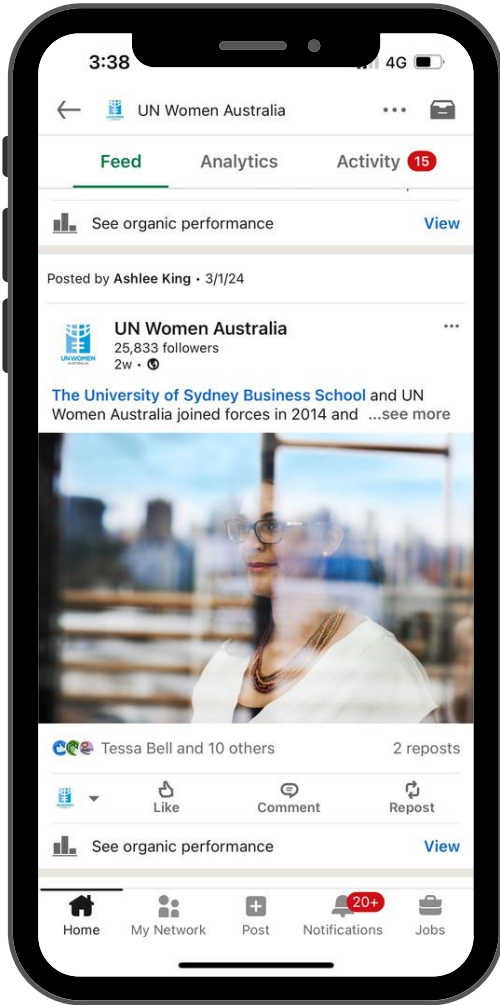 3:38
4G
UN Women Australia
Feed
Analytics
Activity 15
See organic performance
View
Posted by Ashlee King • 3/1/24
UN WOMEN
AUSTRALIA
UN Women Australia
25,833 followers
2w •
The University of Sydney Business School and UN
Women Australia joined forces in 2014 and ...see more
Tessa Bell and 10 others
2 reposts
Like
Comment
Repost
See organic performance
View
20+
Home
My Network
Post
Notifications
Jobs